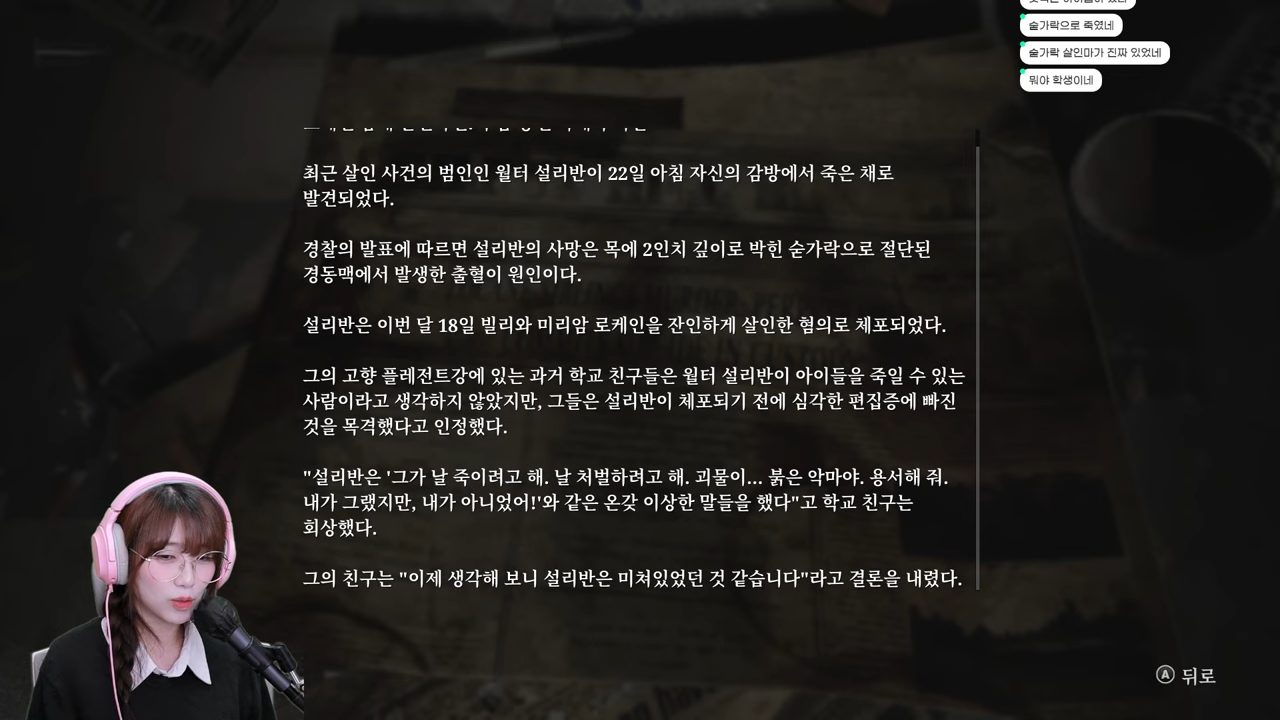 숟가락으로 죽였네
숟가락 살인마가 진짜 있었네
뭐야 학생이네
최근 살인 사건의 범인인 월터 설리반이 22일 아침 자신의 감방에서 죽은 채로
발견되었다.
경찰의 발표에 따르면 설리반의 사망은 목에 2인치 깊이로 박힌 숟가락으로 절단된
경동맥에서 발생한 출혈이 원인이다.
설리반은 이번 달 18일 빌리와 미리암 로케인을 잔인하게 살인한 혐의로 체포되었다.
그의 고향 플레전트강에 있는 과거 학교 친구들은 월터 설리반이 아이들을 죽일 수 있는
사람이라고 생각하지 않았지만, 그들은 설리반이 체포되기 전에 심각한 편집증에 빠진
것을 목격했다고 인정했다.
"설리반은 '그가 날 죽이려고 해. 날 처벌하려고 해. 괴물이... 붉은 악마야. 용서해 줘.
내가 그랬지만, 내가 아니었어!'와 같은 온갖 이상한 말들을 했다"고 학교 친구는
회상했다.
그의 친구는 "이제 생각해 보니 설리반은 미쳐있었던 것 같습니다"라고 결론을 내렸다.
A 뒤로